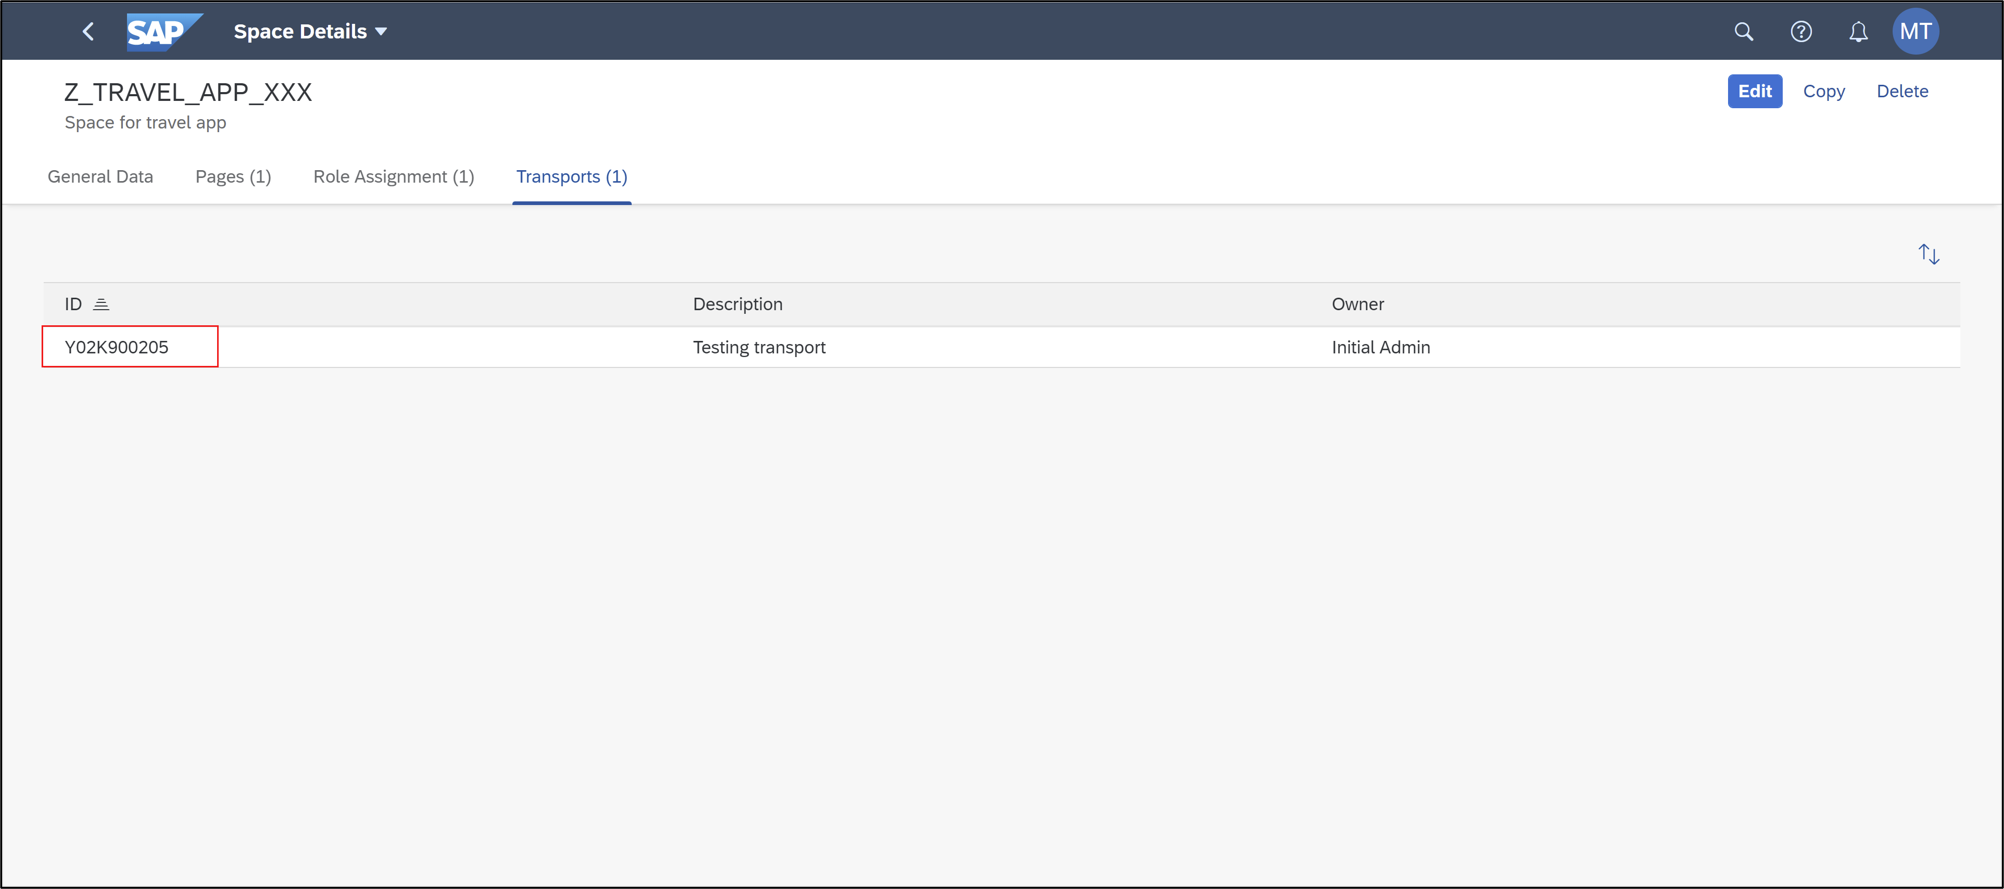 SAP Space Details MT
Z_TRAVEL_APP_XXX Edit Copy Delete
Space for travel app
General Data Pages (1) Role Assignment (1) Transports (1)
ID Description Owner
Y02K900205 Testing transport Initial Admin